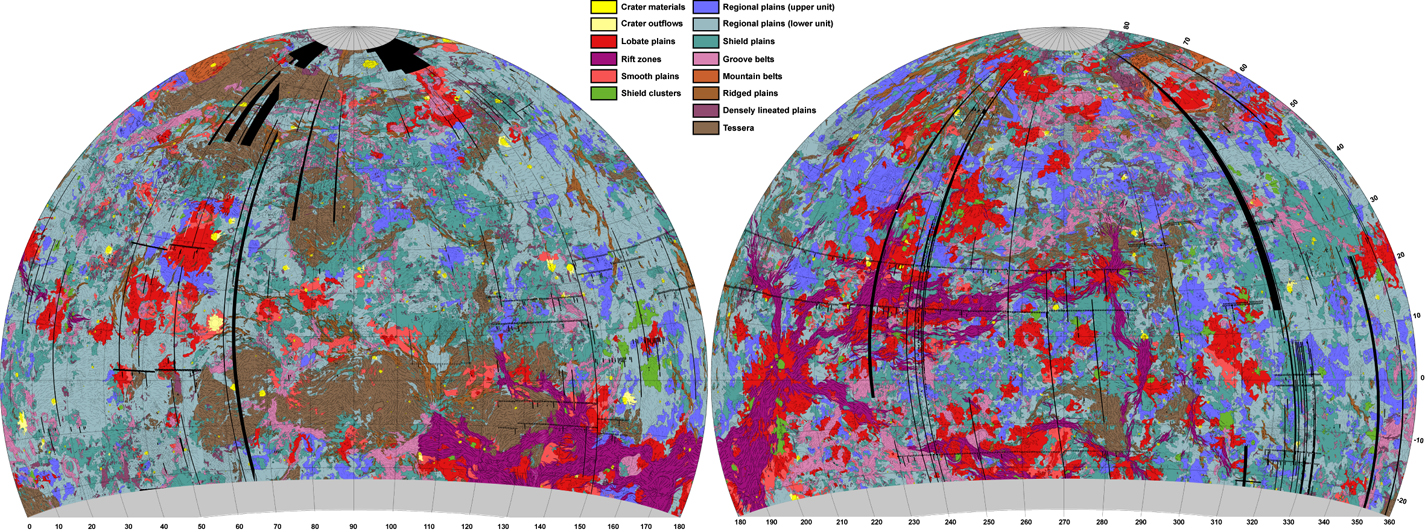 Crater materials
Crater outflows
Lobate plains
Rift zones
Smooth plains
Shield clusters
Regional plains (upper unit)
Regional plains (lower unit)
Shield plains
Groove belts
Mountain belts
Ridged plains
Densely lineated plains
Tessera
80
70
60
50
40
30
20
10
0
-10
-20
0 10 20 30 40 50 60 70 80 90 100 110 120 130 140 150 160 170 180
180 190 200 210 220 230 240 250 260 270 280 290 300 310 320 330 340 350 360